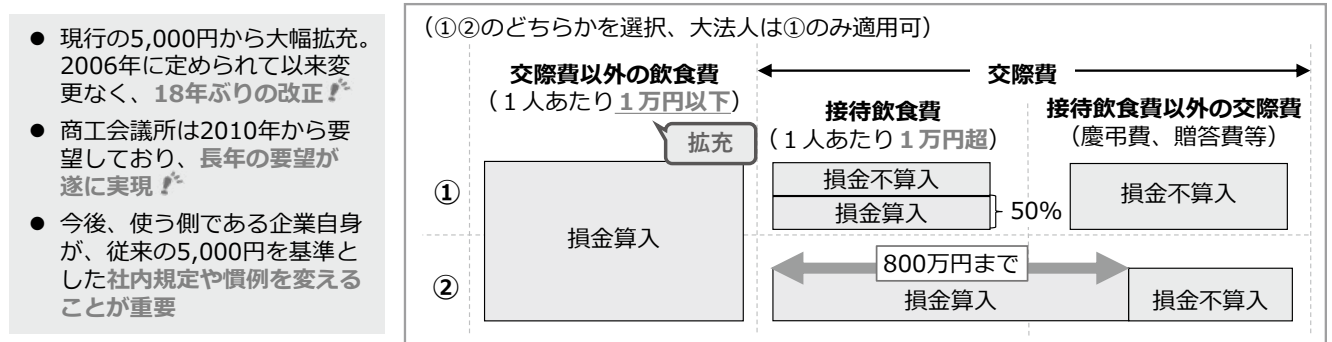 ● 現行の5,000円から大幅拡充。
2006年に定められて以来変
更なく、18年ぶりの改正!
● 商工会議所は2010年から要
望しており、長年の要望が
遂に実現!
● 今後、使う側である企業自身
が、従来の5,000円を基準と
した社内規定や慣例を変える
ことが重要
(①②のどちらかを選択、大法人は①のみ適用可)
交際費以外の飲食費
(1人あたり1万円以下)
拡充
交際費
接待飲食費
(1人あたり1万円超)
接待飲食費以外の交際費
(慶弔費、贈答費等)
①
損金算入
損金不算入
損金算入
50%
損金不算入
②
800万円まで
損金算入
損金不算入